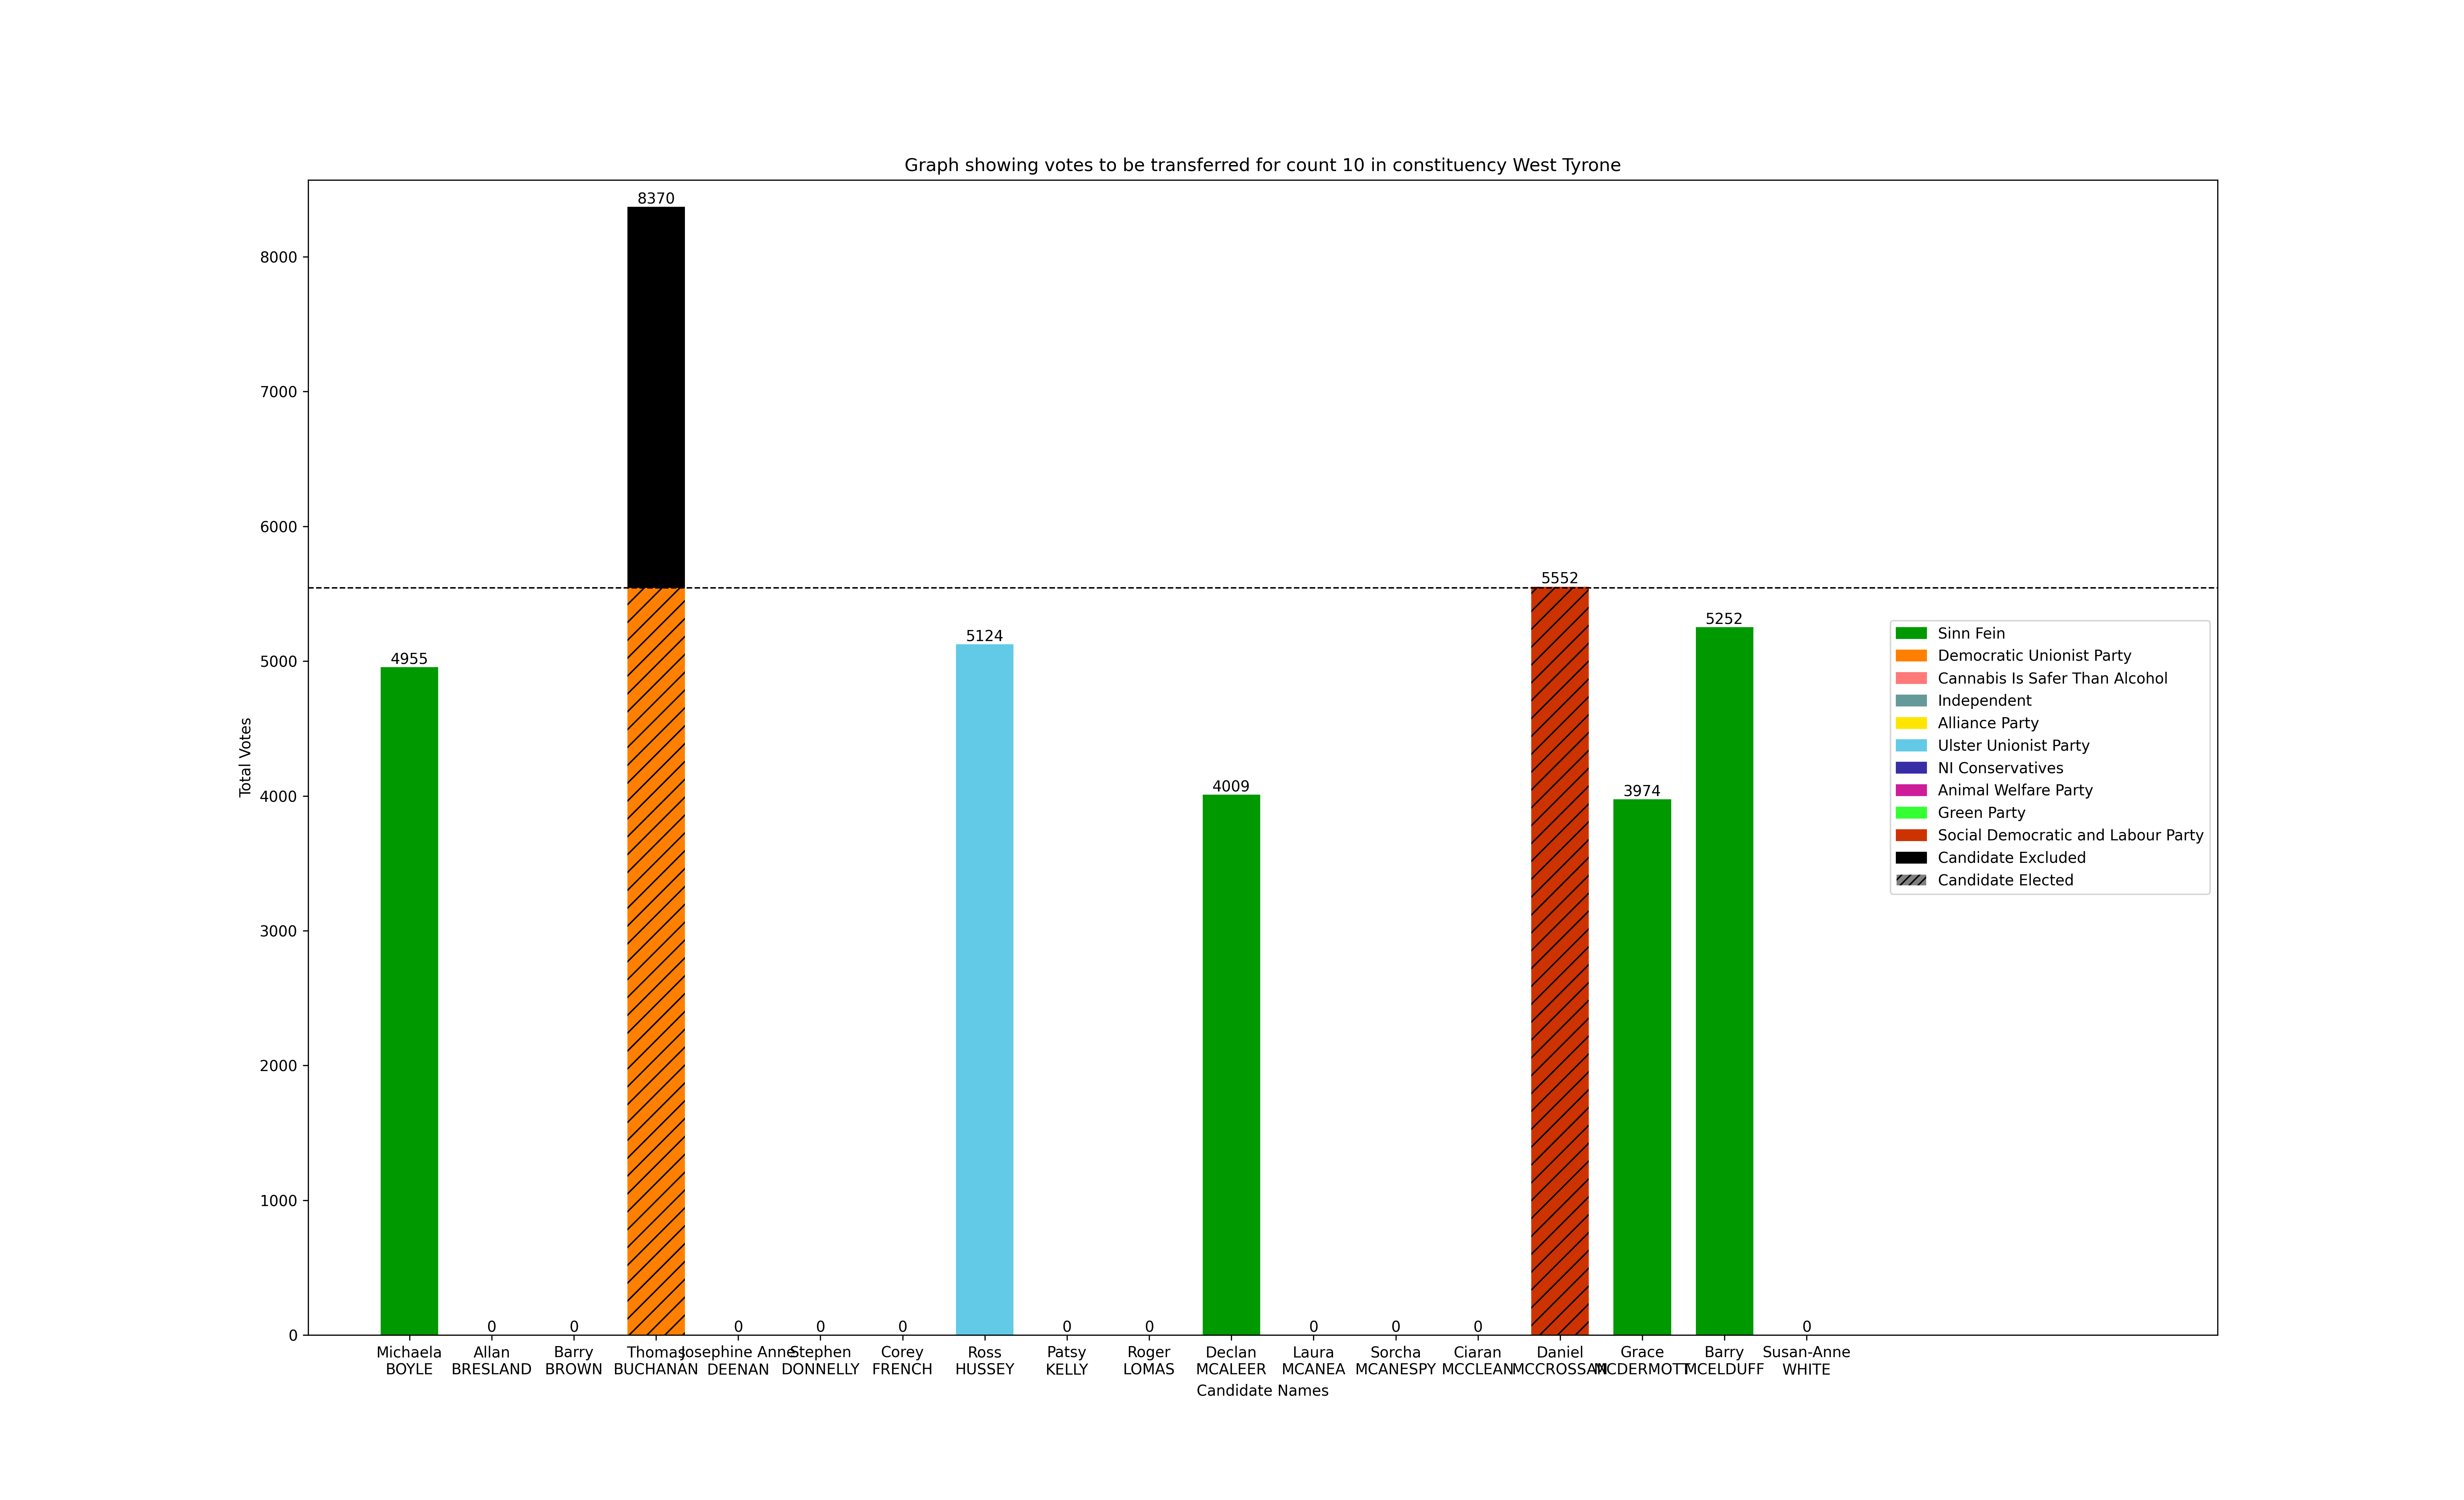 Graph showing votes to be transferred for count 10 in constituency West Tyrone
8370
8000
7000
6000
5552
5252
5124
5000
4955
4009
4000
3974
3000
2000
1000
0
0 0 0 0 0 0 0 0 0 0 0 0
Total Votes
Sinn Fein
Democratic Unionist Party
Cannabis Is Safer Than Alcohol
Independent
Alliance Party
Ulster Unionist Party
NI Conservatives
Animal Welfare Party
Green Party
Social Democratic and Labour Party
Candidate Excluded
Candidate Elected
Michaela
BOYLE
Allan
BRESLAND
Barry
BROWN
Thomas
BUCHANAN
Josephine Anne
DEENAN
Stephen
DONNELLY
Corey
FRENCH
Ross
HUSSEY
Patsy
KELLY
Roger
LOMAS
Declan
MCALEER
Laura
MCANEA
Sorcha
MCANESPY
Ciaran
MCCLEAN
Daniel
MCCROSSAN
Grace
MCDERMOTT
Barry
MCELDUFF
Susan-Anne
WHITE
Candidate Names